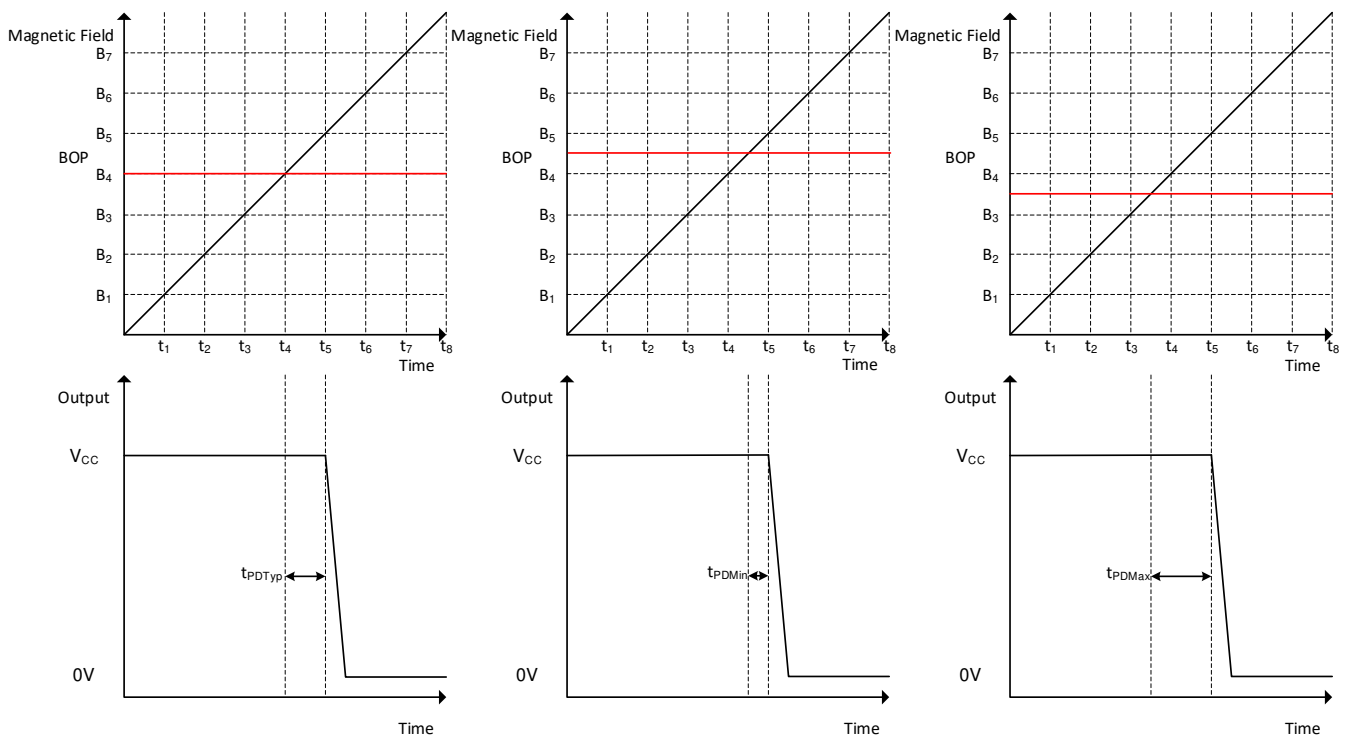 Magnetic Field
B7
B6
B5
BOP
B4
B3
B2
B1
t1 t2 t3 t4 t5 t6 t7 t8
Time
Magnetic Field
B7
B6
B5
BOP
B4
B3
B2
B1
t1 t2 t3 t4 t5 t6 t7 t8
Time
Magnetic Field
B7
B6
B5
BOP
B4
B3
B2
B1
t1 t2 t3 t4 t5 t6 t7 t8
Time
Output
VCC
tPDTyp
0V
Time
Output
VCC
tPDMin
0V
Time
Output
VCC
tPDMax
0V
Time